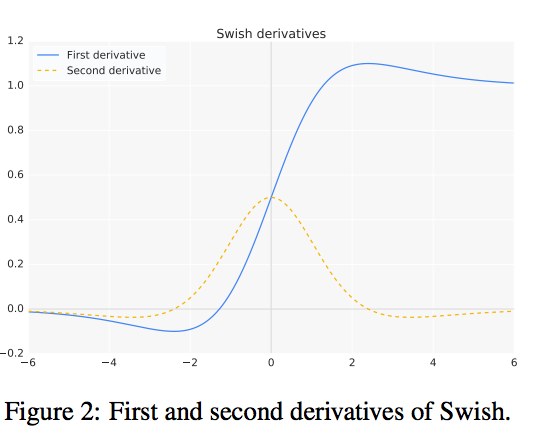 Swish derivatives
First derivative
Second derivative
1.2
1.0
0.8
0.6
0.4
0.2
0.0
−0.2
−6 −4 −2 0 2 4 6
Figure 2: First and second derivatives of Swish.